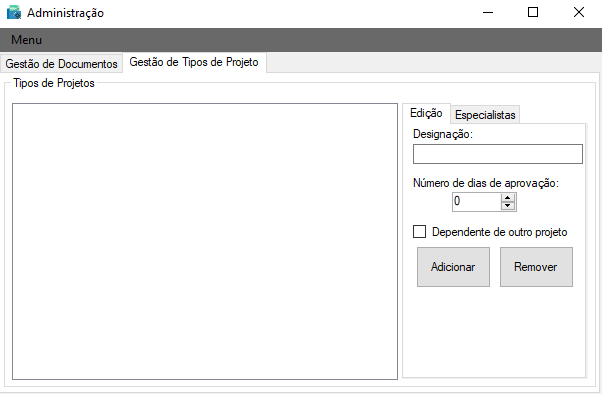 Administração
Menu
Gestão de Documentos
Gestão de Tipos de Projeto
Tipos de Projetos
Edição
Especialistas
Designação:
Número de dias de aprovação:
0
Dependente de outro projeto
Adicionar
Remover